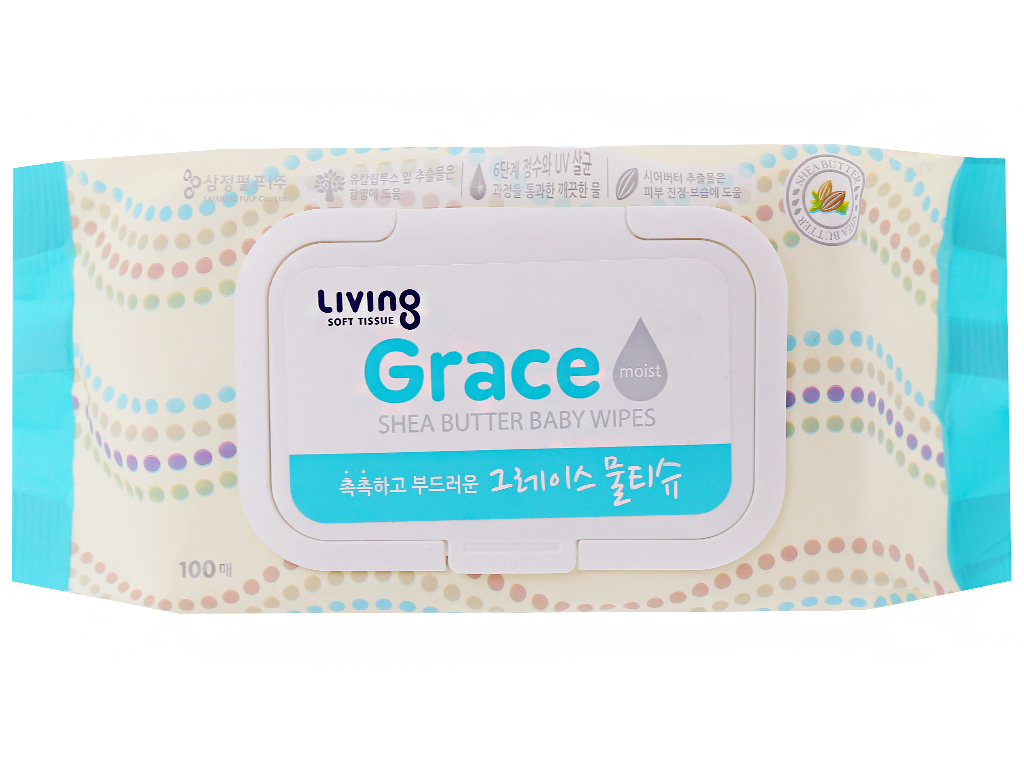 삼정펄프(주)
SAMJUNG PULP Co., Ltd.
유칼립투스 잎 추출물은
항염에 도움
6단계 정수와 UV 살균
과정을 통과한 깨끗한 물
시어버터 추출물은
피부 진정·보습에 도움
SHEA BUTTER
SHEA BUTTER
LIVING
SOFT TISSUE
Grace
moist
SHEA BUTTER BABY WIPES
촉촉하고 부드러운 그레이스 물티슈
100매